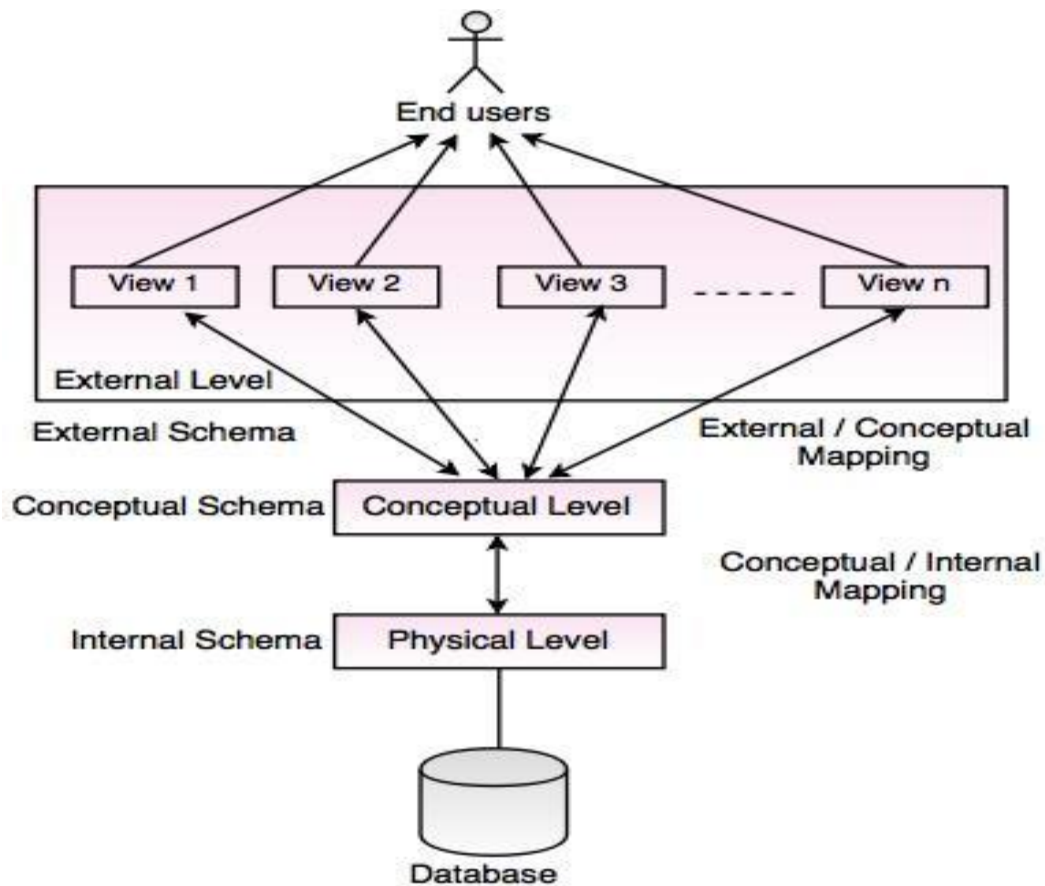 End users
View 1
View 2
View 3
View n
External Level
External Schema
External / Conceptual
Mapping
Conceptual Schema
Conceptual Level
Conceptual / Internal
Mapping
Internal Schema
Physical Level
Database